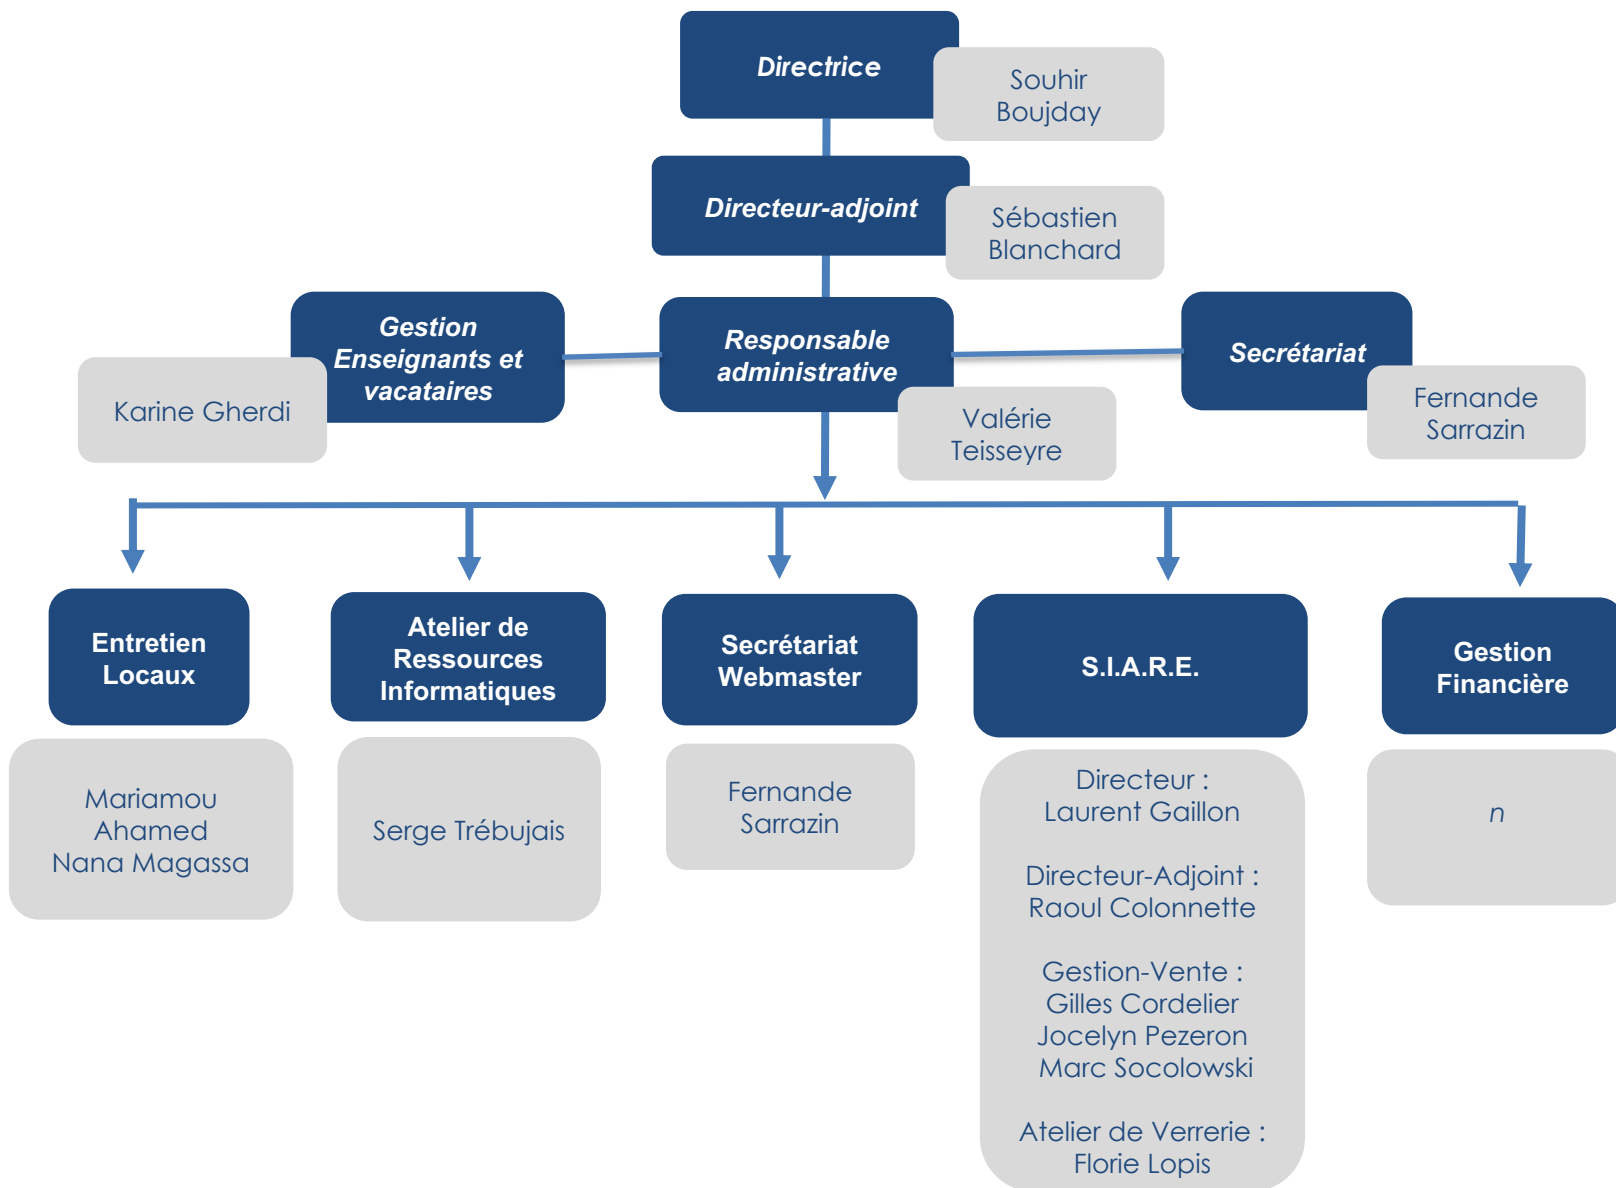 Directrice
Souhir
Boujday
Directeur-adjoint
Sébastien
Blanchard
Gestion
Enseignants et
vacataires
Karine Gherdi
Responsable
administrative
Valérie
Teisseyre
Secrétariat
Fernande
Sarrazin
Entretien
Locaux
Mariamou
Ahamed
Nana Magassa
Atelier de
Ressources
Informatiques
Serge Trébujais
Secrétariat
Webmaster
Fernande
Sarrazin
S.I.A.R.E.
Directeur :
Laurent Gaillon
Directeur-Adjoint :
Raoul Colonnette
Gestion-Vente :
Gilles Cordelier
Jocelyn Pezeron
Marc Socolowski
Atelier de Verrerie :
Florie Lopis
Gestion
Financière
n